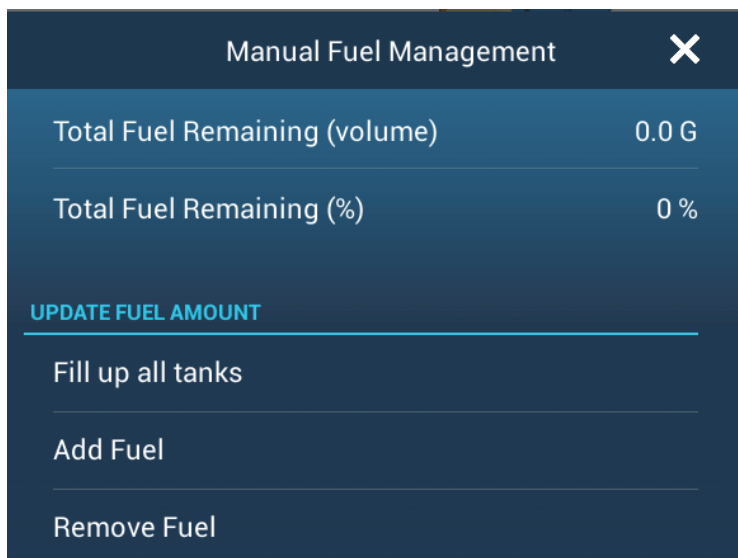 Manual Fuel Management
Total Fuel Remaining (volume) 0.0 G
Total Fuel Remaining (%) 0 %
UPDATE FUEL AMOUNT
Fill up all tanks
Add Fuel
Remove Fuel